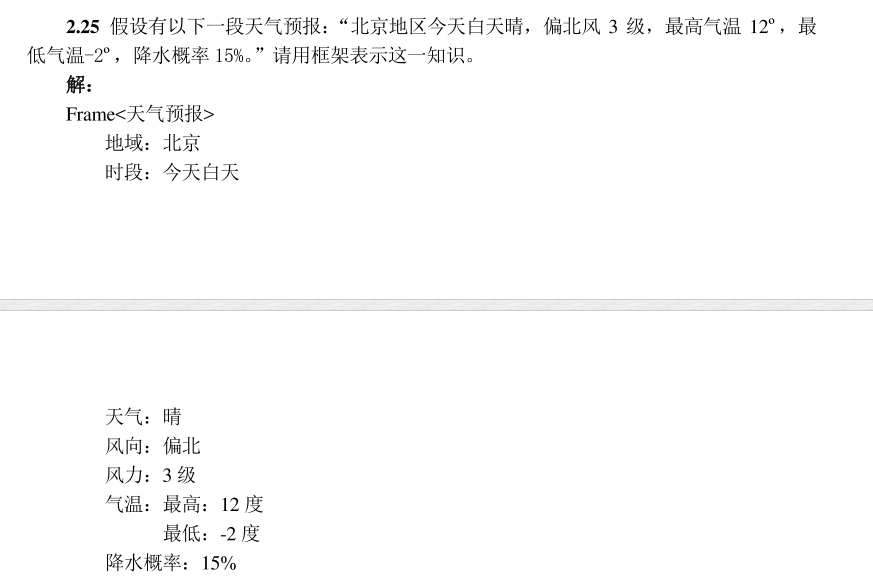 2.25 假设有以下一段天气预报：“北京地区今天白天晴，偏北风 3 级，最高气温 12º，最
低气温-2º，降水概率 15%。”请用框架表示这一知识。
解：
Frame<天气预报>
地域：北京
时段：今天白天
天气：晴
风向：偏北
风力：3 级
气温：最高：12 度
最低：-2 度
降水概率：15%